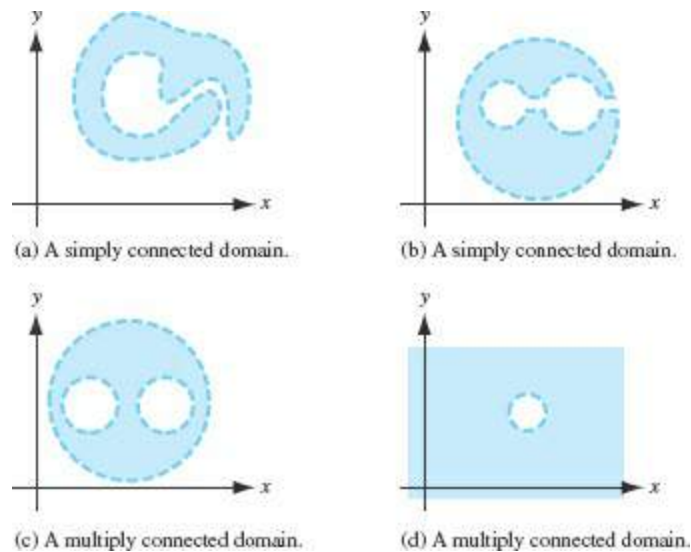 y
y
x
x
(a) A simply connected domain.
(b) A simply connected domain.
y
y
x
x
(c) A multiply connected domain.
(d) A multiply connected domain.